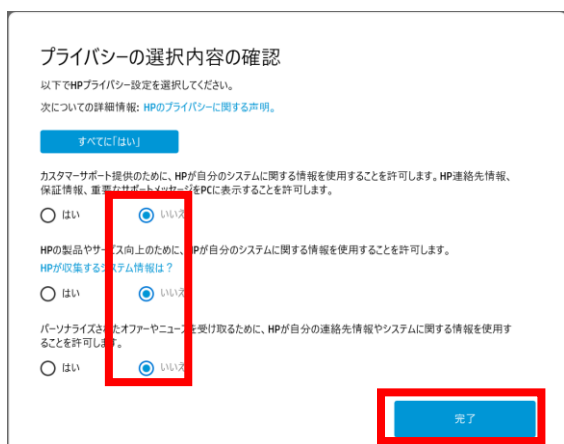 プライバシーの選択内容の確認
以下でHPプライバシー設定を選択してください。
次についての詳細情報: HPのプライバシーに関する声明。
すべてに「はい」
カスタマーサポート提供のために、HPが自分のシステムに関する情報を使用することを許可します。HP連絡先情報、
保証情報、重要なサポートメッセージをPCに表示することを許可します。
はい いいえ
HPの製品やサービス向上のために、HPが自分のシステムに関する情報を使用することを許可します。
HPが収集するシステム情報は？
はい いいえ
パーソナライズされたオファーやニュースを受け取るために、HPが自分の連絡先情報やシステムに関する情報を使用す
ることを許可します。
はい いいえ
完了